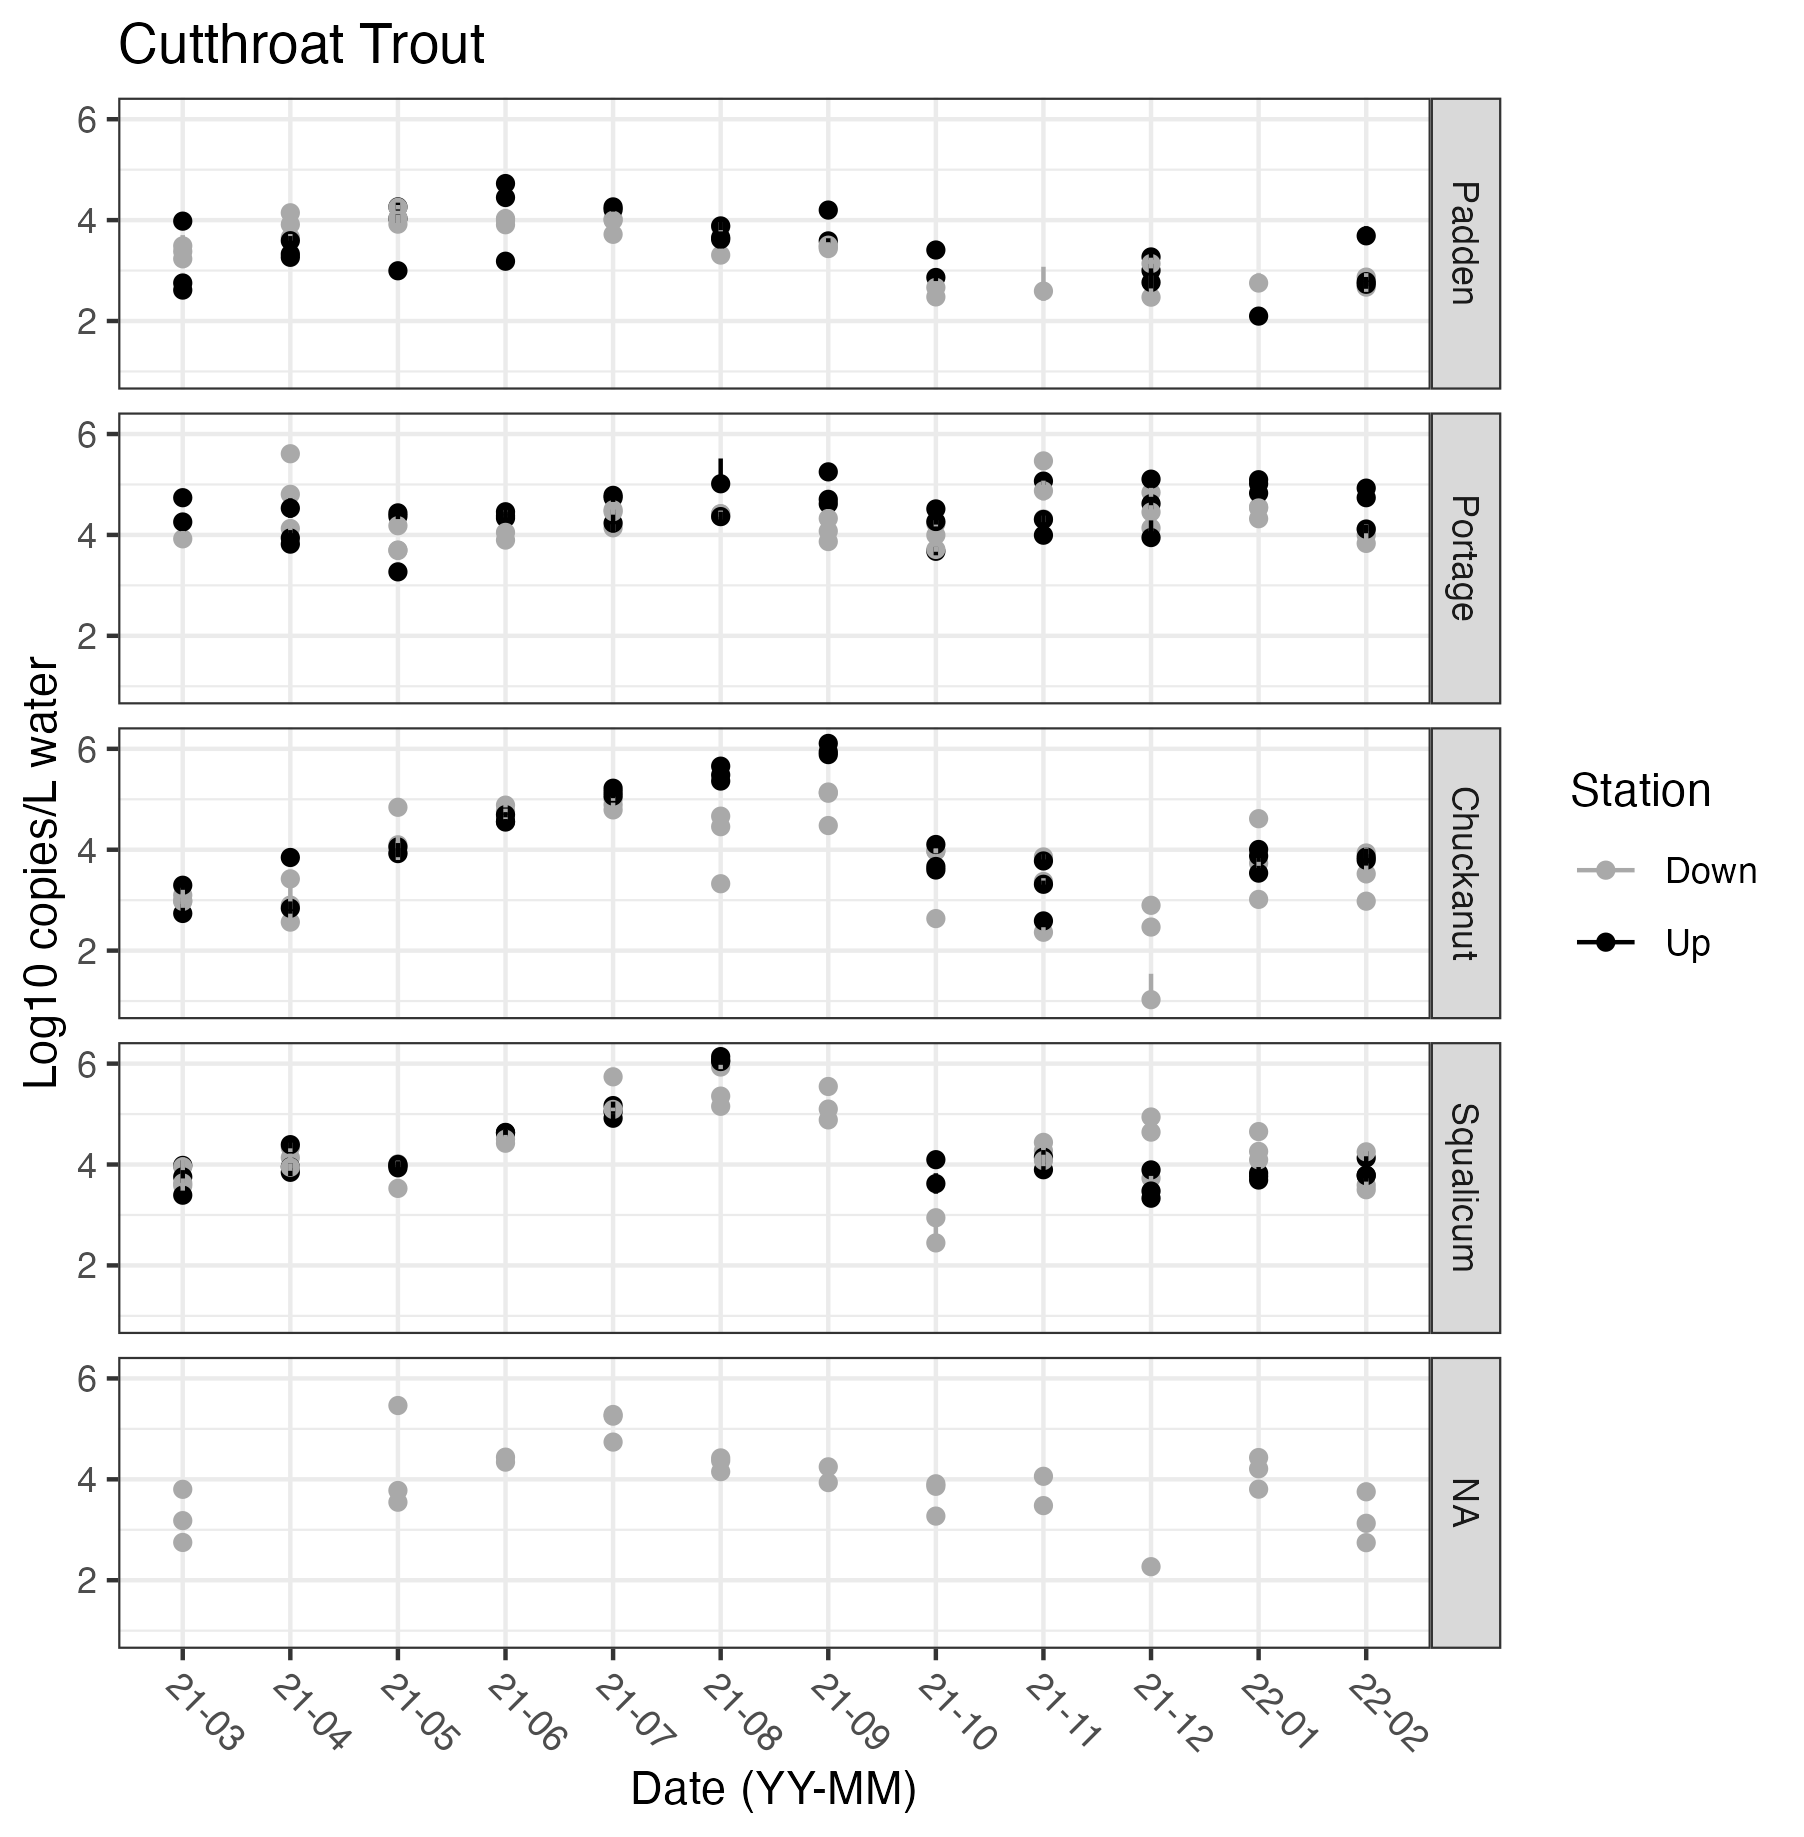 Cutthroat Trout
6
4
2
Padden
6
4
2
Portage
6
4
2
Chuckanut
6
4
2
Squalicum
6
4
2
NA
Log10 copies/L water
21-03
21-04
21-05
21-06
21-07
21-08
21-09
21-10
21-11
21-12
22-01
22-02
Date (YY-MM)
Station
Down
Up